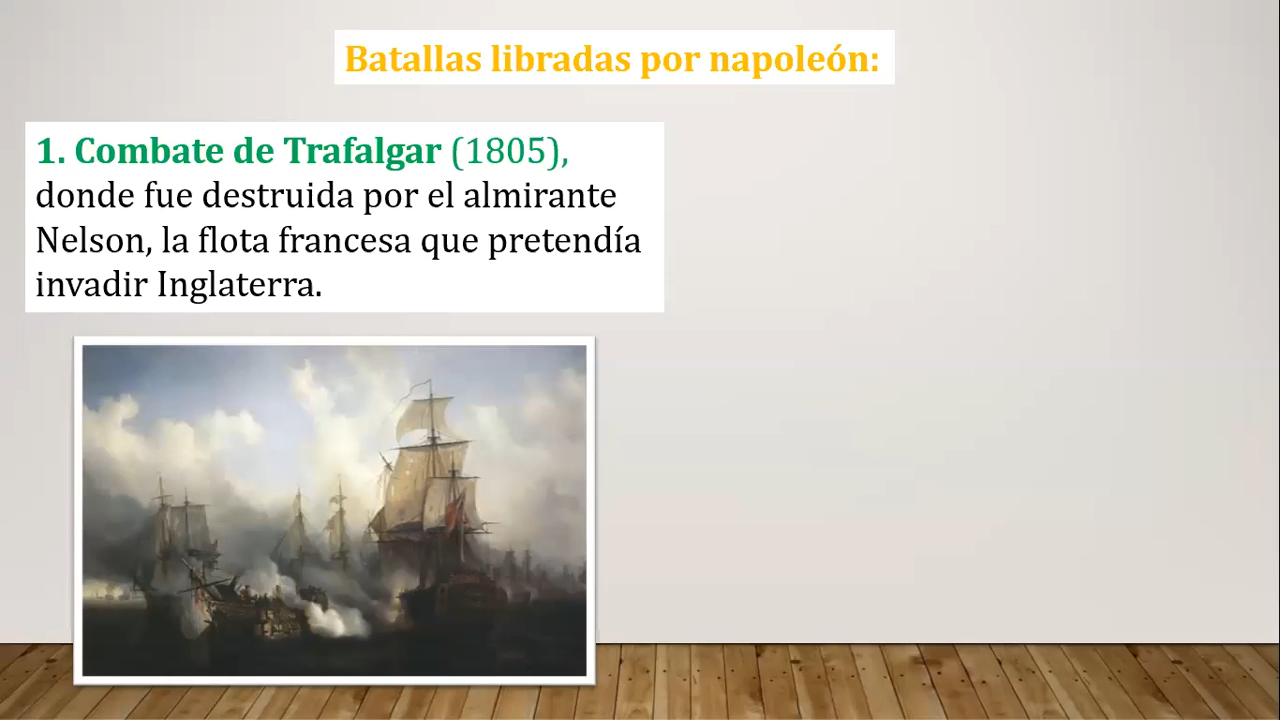 Batallas libradas por napoleón:
1. Combate de Trafalgar (1805),
donde fue destruida por el almirante
Nelson, la flota francesa que pretendía
invadir Inglaterra.